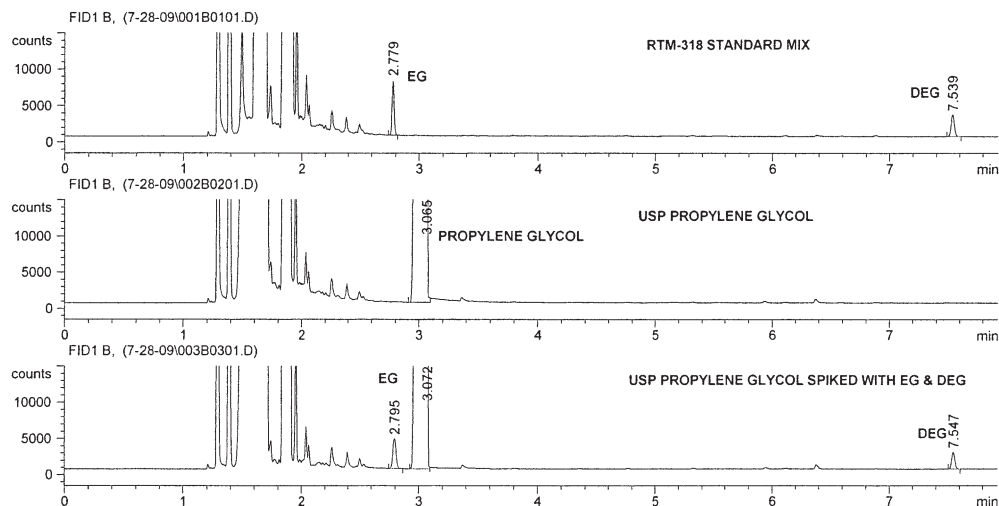 FID1 B, (7-28-09\001B0101.D)
counts
10000
5000
0
2.779
EG
RTM-318 STANDARD MIX
DEG
7.539
0 1 2 3 4 5 6 7 min
FID1 B, (7-28-09\002B0201.D)
counts
10000
5000
0
3.065
PROPYLENE GLYCOL
USP PROPYLENE GLYCOL
0 1 2 3 4 5 6 7 min
FID1 B, (7-28-09\003B0301.D)
counts
10000
5000
0
EG
2.795
3.072
USP PROPYLENE GLYCOL SPIKED WITH EG & DEG
DEG
7.547
0 1 2 3 4 5 6 7 min